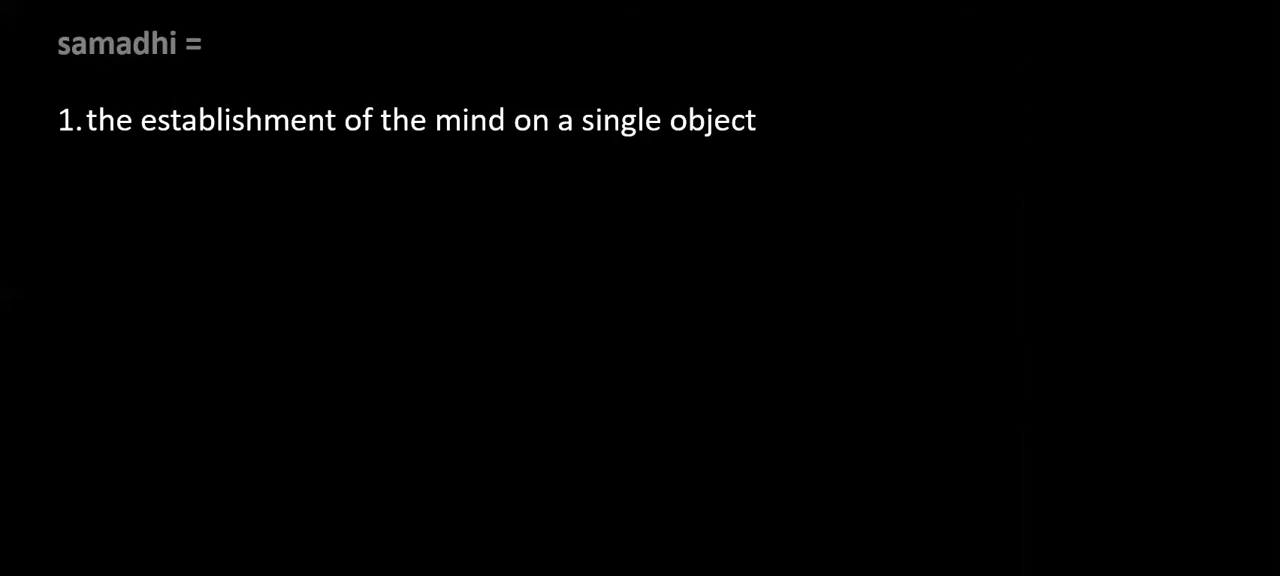 samadhi =
1. the establishment of the mind on a single object